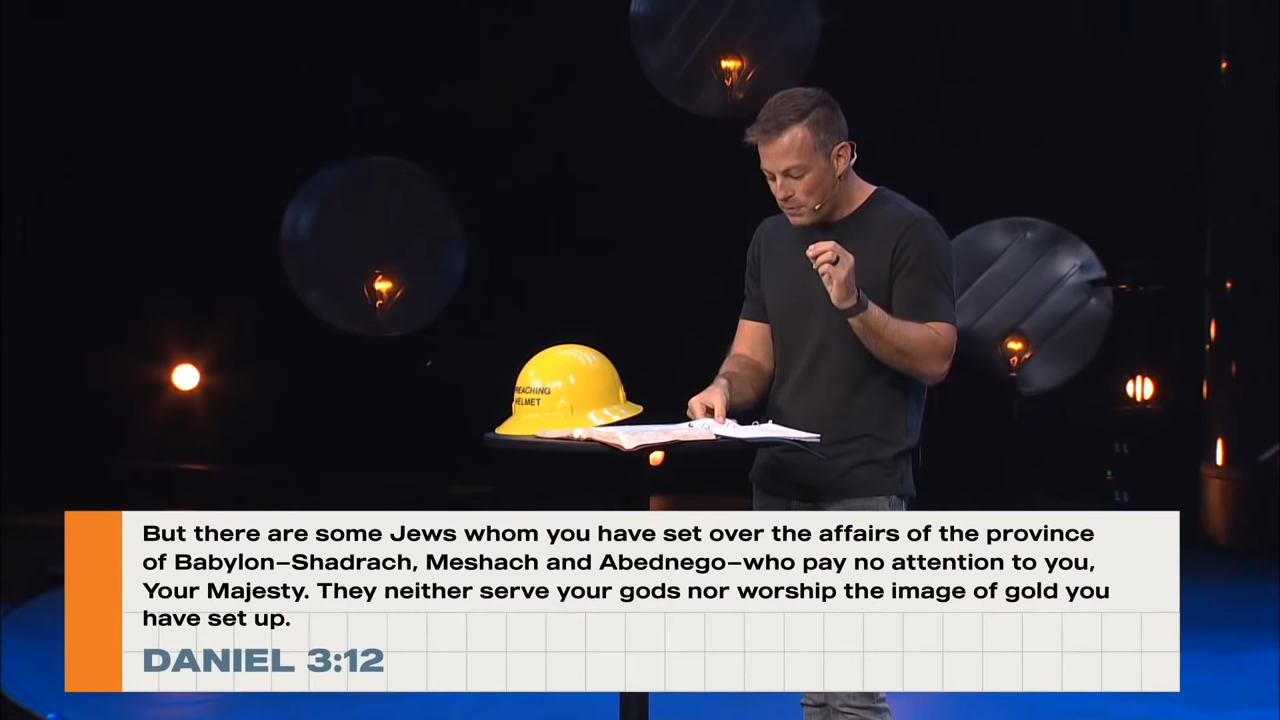 REACHING
HELMET
But there are some Jews whom you have set over the affairs of the province
of Babylon–Shadrach, Meshach and Abednego–who pay no attention to you,
Your Majesty. They neither serve your gods nor worship the image of gold you
have set up.
DANIEL 3:12